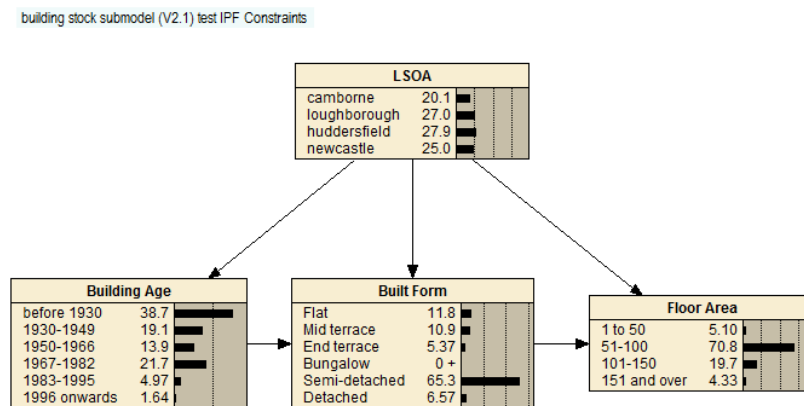 building stock submodel (V2.1) test IPF Constraints
LSOA
camborne 20.1
loughborough 27.0
huddersfield 27.9
newcastle 25.0
Building Age
before 1930 38.7
1930-1949 19.1
1950-1966 13.9
1967-1982 21.7
1983-1995 4.97
1996 onwards 1.64
Built Form
Flat 11.8
Mid terrace 10.9
End terrace 5.37
Bungalow 0 +
Semi-detached 65.3
Detached 6.57
Floor Area
1 to 50 5.10
51-100 70.8
101-150 19.7
151 and over 4.33